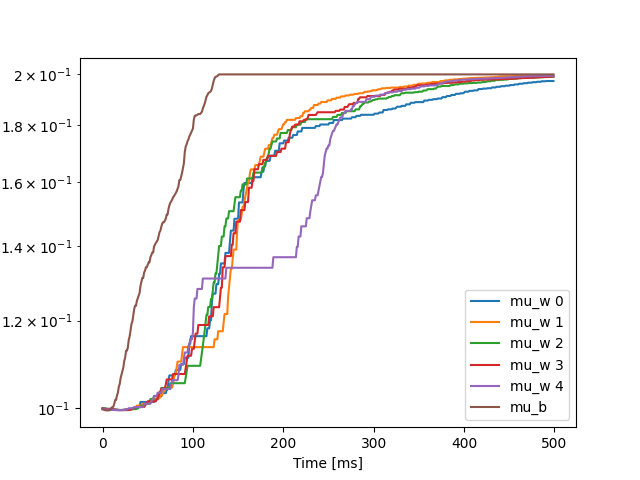 2 × 10⁻¹
1.8 × 10⁻¹
1.6 × 10⁻¹
1.4 × 10⁻¹
1.2 × 10⁻¹
10⁻¹
0 100 200 300 400 500
Time [ms]
mu_w 0
mu_w 1
mu_w 2
mu_w 3
mu_w 4
mu_b